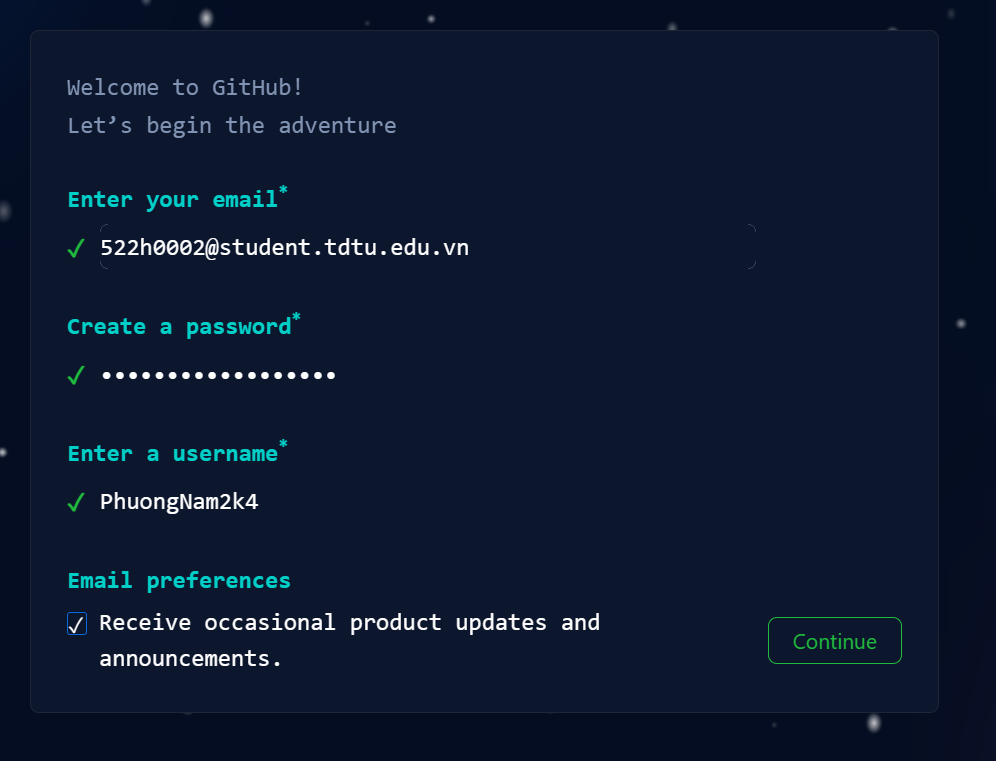 Welcome to GitHub!
Let’s begin the adventure
Enter your email*
✓ 522h0002@student.tdtu.edu.vn
Create a password*
✓ ••••••••••••••••••
Enter a username*
✓ PhuongNam2k4
Email preferences
✓ Receive occasional product updates and
announcements.
Continue